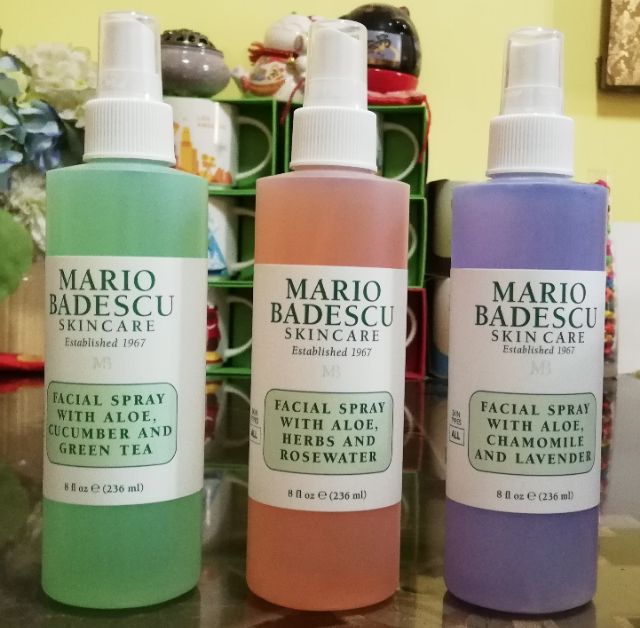 MARIO
BADESCU
SKINCARE
Established 1967
MB
FACIAL SPRAY
WITH ALOE,
CUCUMBER AND
GREEN TEA
8 fl oz ℮ (236 ml)
MARIO
BADESCU
SKINCARE
Established 1967
MB
SKIN
TYPES
ALL
FACIAL SPRAY
WITH ALOE,
HERBS AND
ROSEWATER
8 fl oz ℮ (236 ml)
MARIO
BADESCU
SKINCARE
Established 1967
MB
SKIN
TYPES
ALL
FACIAL SPRAY
WITH ALOE,
CHAMOMILE
AND LAVENDER
8 fl oz ℮ (236 ml)